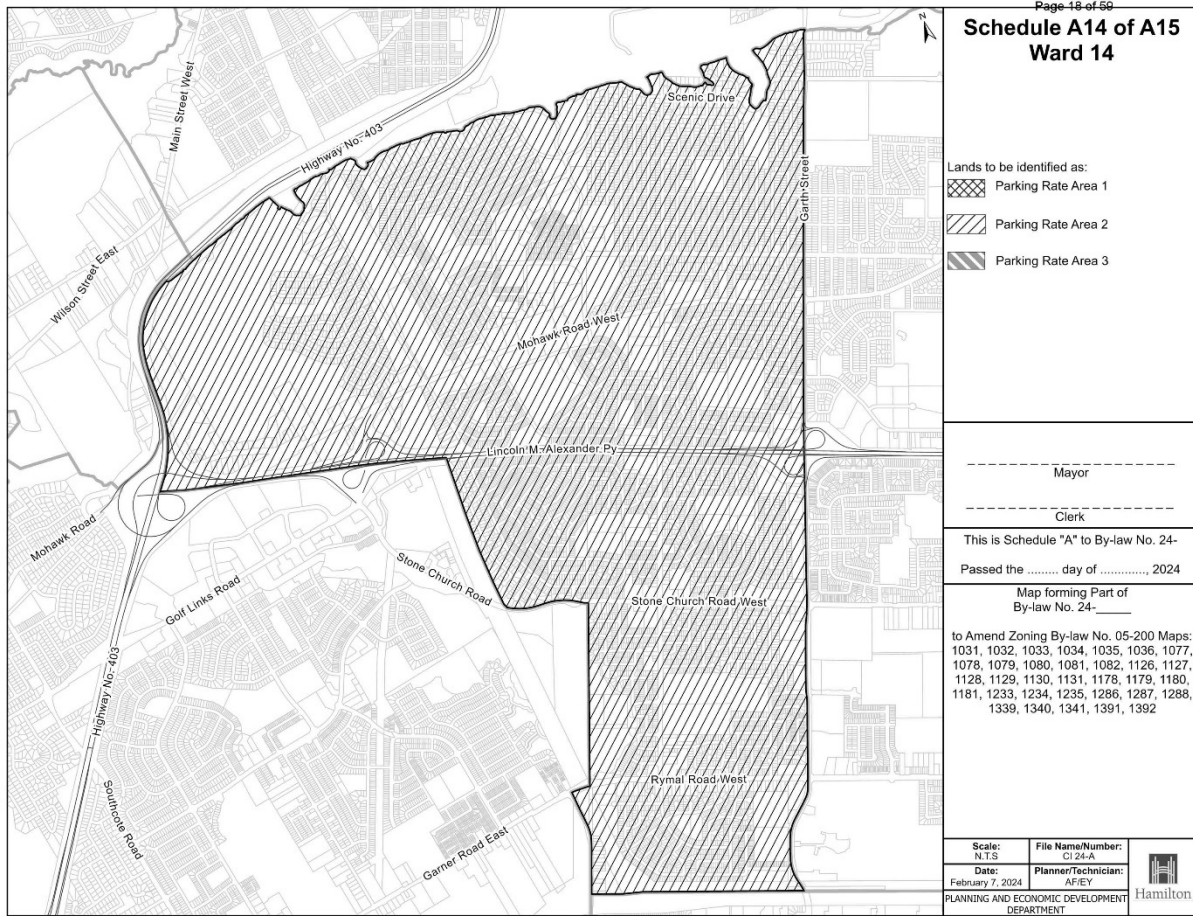 Page 18 of 59
Schedule A14 of A15
Ward 14
N
Lands to be identified as:
Parking Rate Area 1
Parking Rate Area 2
Parking Rate Area 3
Mayor
Clerk
This is Schedule "A" to By-law No. 24-
Passed the ......... day of ............., 2024
Map forming Part of
By-law No. 24-_____
to Amend Zoning By-law No. 05-200 Maps:
1031, 1032, 1033, 1034, 1035, 1036, 1077,
1078, 1079, 1080, 1081, 1082, 1126, 1127,
1128, 1129, 1130, 1131, 1178, 1179, 1180,
1181, 1233, 1234, 1235, 1286, 1287, 1288,
1339, 1340, 1341, 1391, 1392
Scale:
N.T.S
File Name/Number:
CI 24-A
Date:
February 7, 2024
Planner/Technician:
AF/EY
PLANNING AND ECONOMIC DEVELOPMENT
DEPARTMENT
Hamilton
Main Street West
Highway No. 403
Scenic Drive
Garth Street
Wilson Street East
Mohawk Road West
Lincoln M. Alexander Py
Mohawk Road
Golf Links Road
Stone Church Road
Stone Church Road West
Highway No. 403
Rymal Road West
Southcote Road
Garner Road East